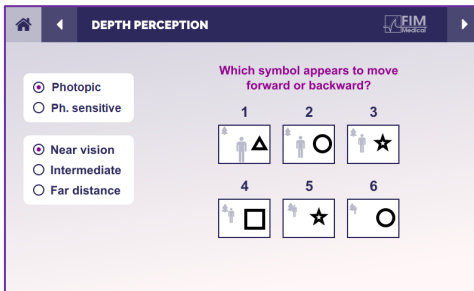 DEPTH PERCEPTION
FIM
Medical
Photopic
Ph. sensitive
Near vision
Intermediate
Far distance
Which symbol appears to move
forward or backward?
1 2 3
4 5 6